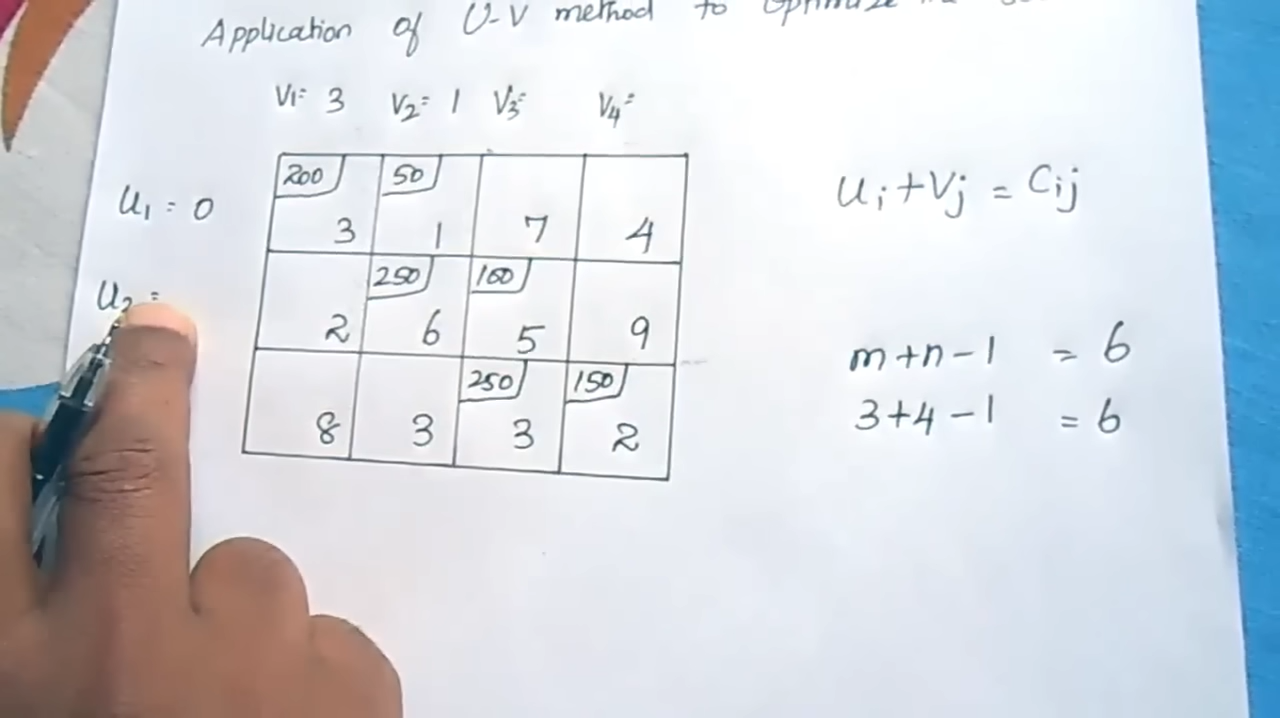 Application of U-V method to
V1= 3 V2= 1 V3= V4=
200 50
U1 = 0 3 1 7 4
Ui+Vj = Cij
250 100
U2 = 2 6 5 9
m+n-1 = 6
250 150
3+4-1 = 6
8 3 3 2